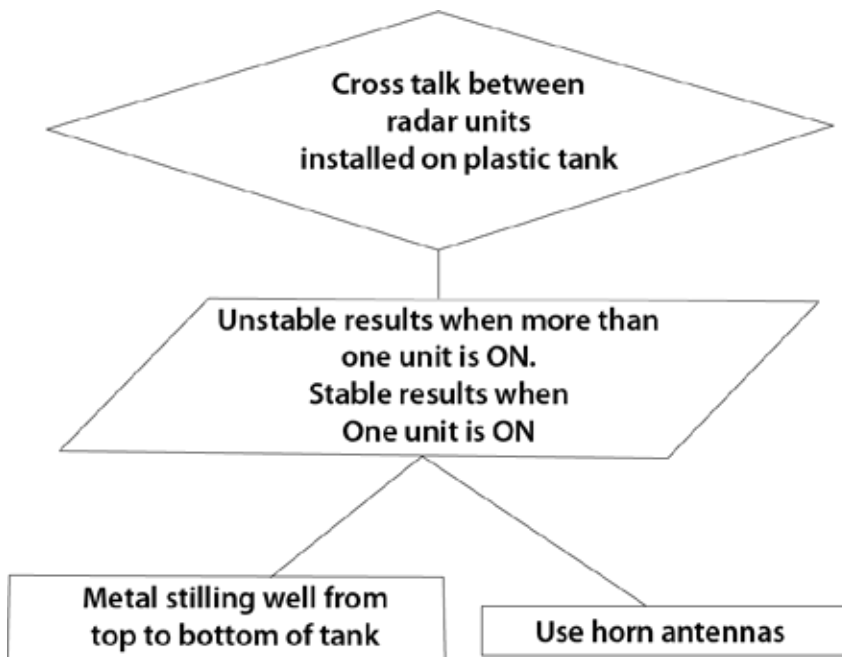 Cross talk between
radar units
installed on plastic tank
Unstable results when more than
one unit is ON.
Stable results when
One unit is ON
Metal stilling well from
top to bottom of tank
Use horn antennas